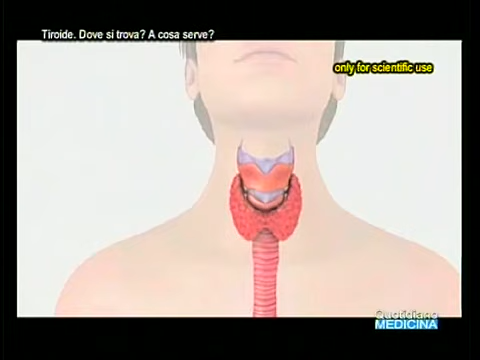 Tiroide. Dove si trova? A cosa serve?
only for scientific use
Quotidiano
MEDICINA